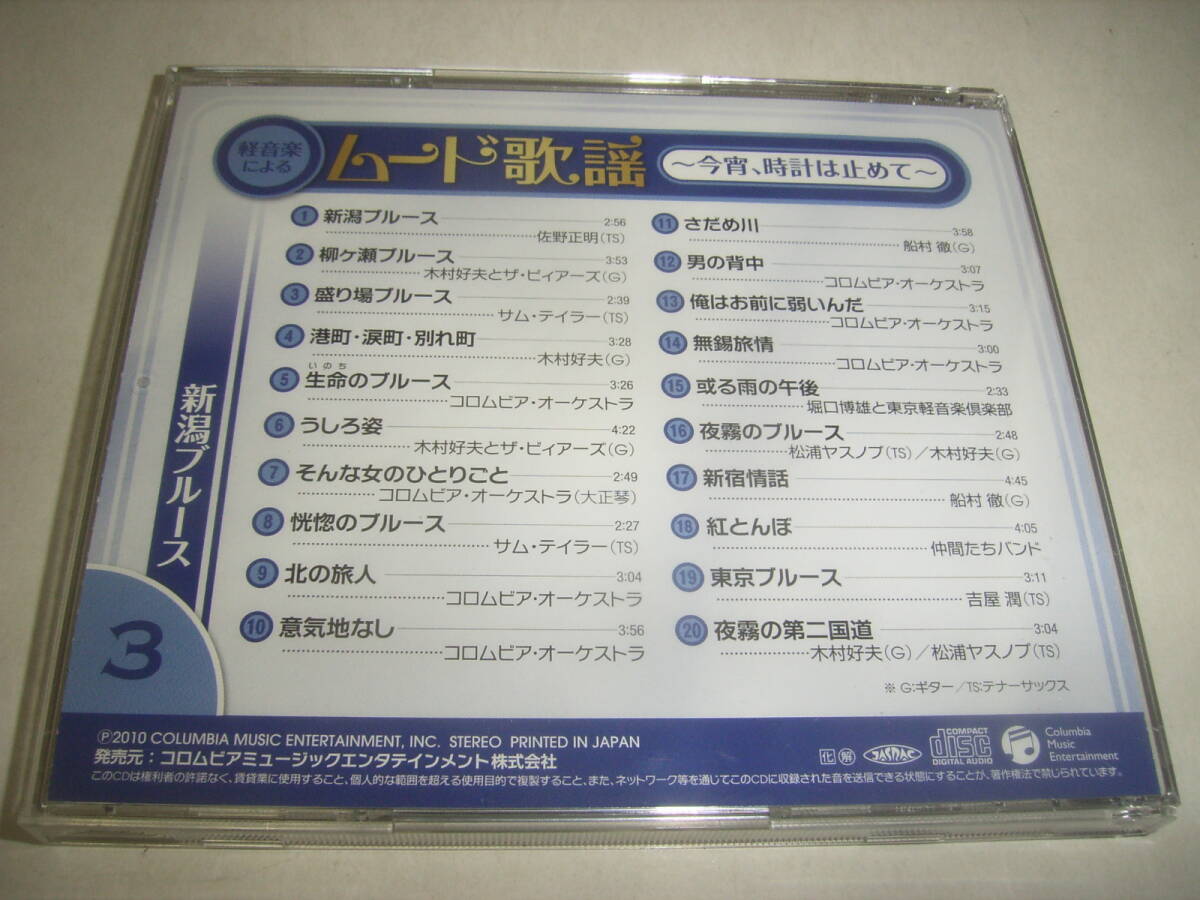 軽音楽
による
ムード歌謡
〜今宵、時計は止めて〜
新潟ブルース
3
1 新潟ブルース 2:56
佐野正明(TS)
2 柳ヶ瀬ブルース 3:53
木村好夫とザ・ビィアーズ(G)
3 盛り場ブルース 2:39
サム・テイラー(TS)
4 港町・涙町・別れ町 3:28
木村好夫(G)
いのち
5 生命のブルース 3:26
コロムビア・オーケストラ
6 うしろ姿 4:22
木村好夫とザ・ビィアーズ(G)
7 そんな女のひとりごと 2:49
コロムビア・オーケストラ(大正琴)
8 恍惚のブルース 2:27
サム・テイラー(TS)
9 北の旅人 3:04
コロムビア・オーケストラ
10 意気地なし 3:56
コロムビア・オーケストラ
11 さだめ川 3:58
船村 徹(G)
12 男の背中 3:07
コロムビア・オーケストラ
13 俺はお前に弱いんだ 3:15
コロムビア・オーケストラ
14 無錫旅情 3:00
コロムビア・オーケストラ
15 或る雨の午後 2:33
堀口博雄と東京軽音楽倶楽部
16 夜霧のブルース 2:48
松浦ヤスノブ(TS)/木村好夫(G)
17 新宿情話 4:45
船村 徹(G)
18 紅とんぼ 4:05
仲間たちバンド
19 東京ブルース 3:11
吉屋 潤(TS)
20 夜霧の第二国道 3:04
木村好夫(G)/松浦ヤスノブ(TS)
※ G:ギター/TS:テナーサックス
Ⓟ2010 COLUMBIA MUSIC ENTERTAINMENT, INC. STEREO PRINTED IN JAPAN
発売元:コロムビアミュージックエンタテインメント株式会社
化 解 JASRAC COMPACT disc DIGITAL AUDIO
Columbia
Music
Entertainment
このCDは権利者の許諾なく、賃貸業に使用すること、個人的な範囲を超える使用目的で複製すること、また、ネットワーク等を通じてこのCDに収録された音を送信できる状態にすることが、著作権法で禁じられています。